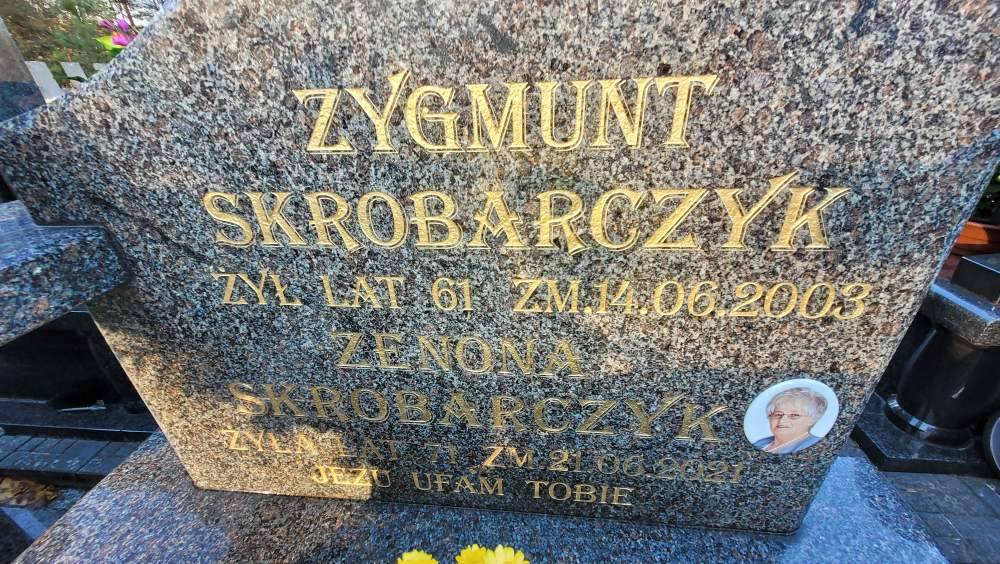 ZYGMUNT
SKROBARCZYK
ŻYŁ LAT 61 ZM.14.06.2003
ZENONA
SKROBARCZYK
ŻYŁA LAT 77 ZM.21.06.2021
JEZU UFAM TOBIE